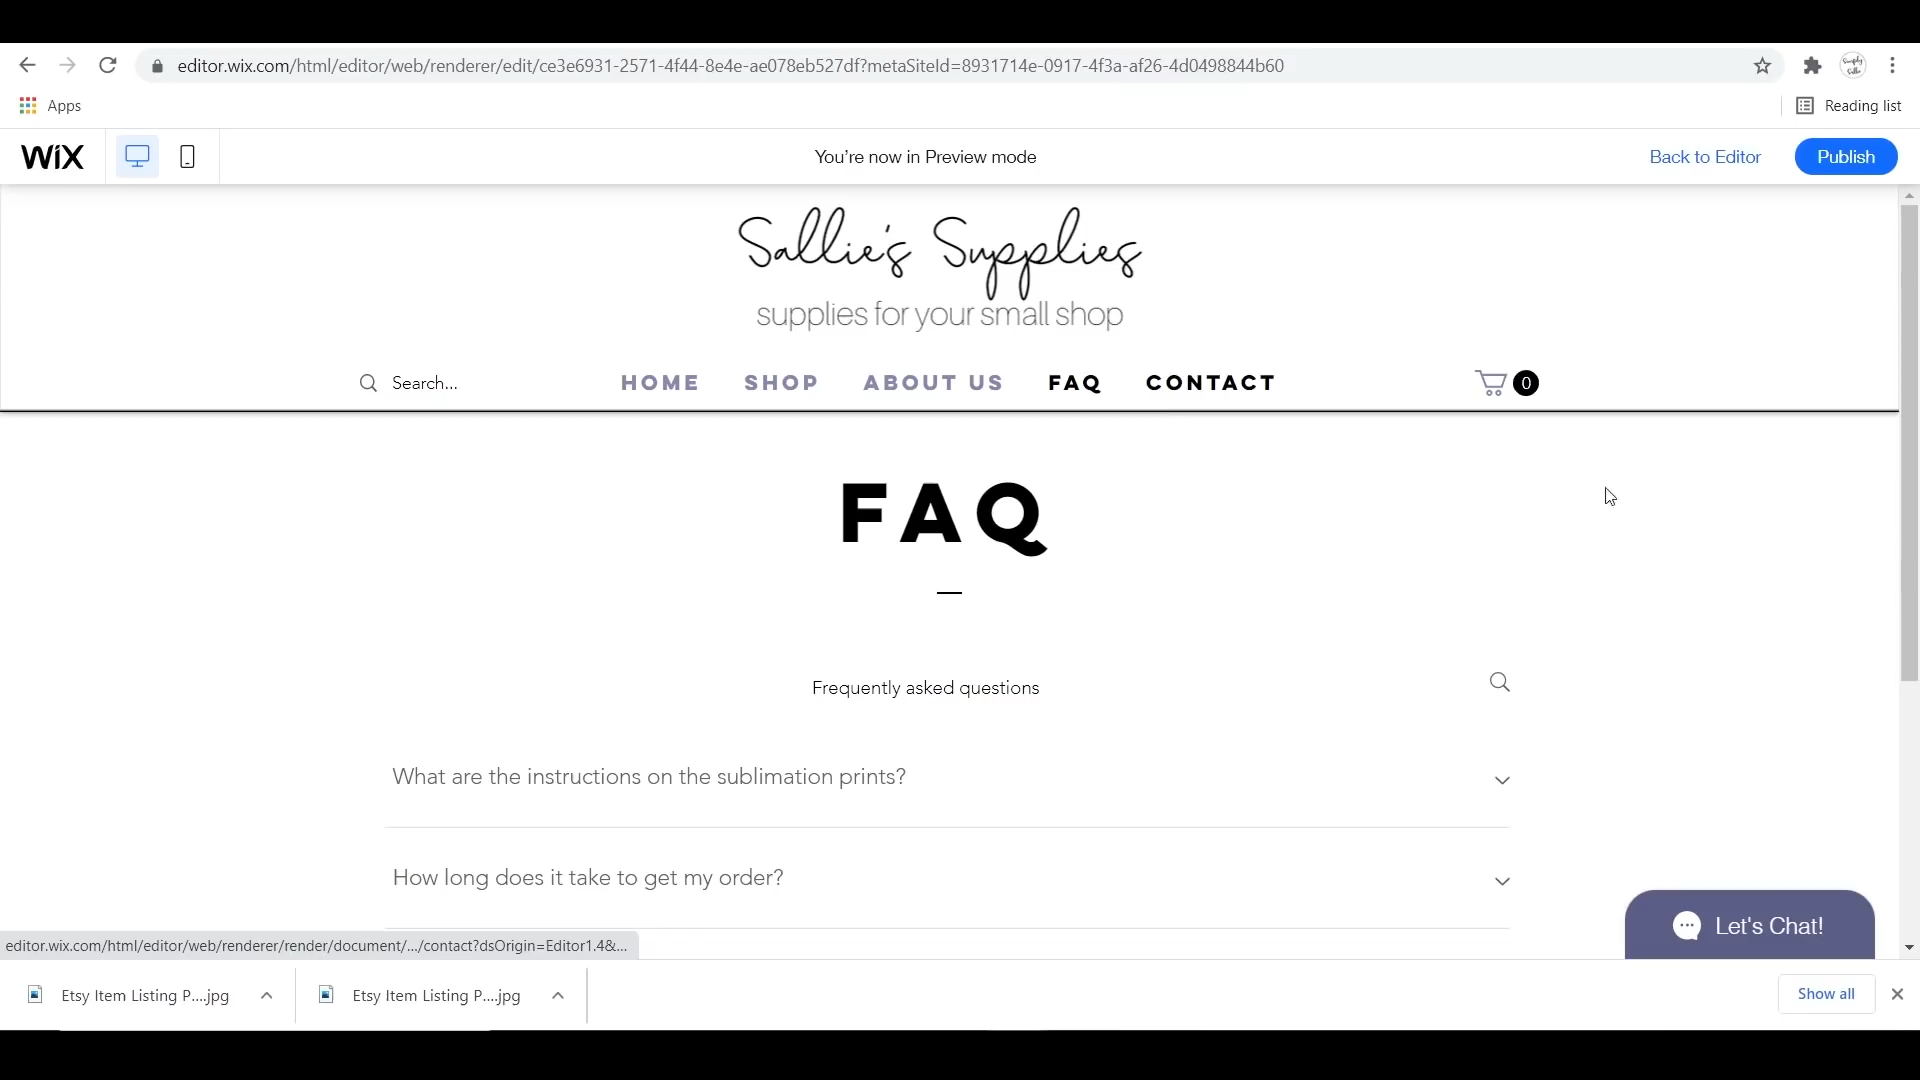 editor.wix.com/html/editor/web/renderer/edit/ce3e6931-2571-4f44-8e4e-ae078eb527df?metaSiteId=8931714e-0917-4f3a-af26-4d0498844b60
Apps
Reading list
WiX
You're now in Preview mode
Back to Editor
Publish
Sallie's Supplies
supplies for your small shop
Search...
HOME
SHOP
ABOUT US
FAQ
CONTACT
0
FAQ
Frequently asked questions
What are the instructions on the sublimation prints?
How long does it take to get my order?
Let's Chat!
editor.wix.com/html/editor/web/renderer/render/document/.../contact?dsOrigin=Editor1.4&...
Etsy Item Listing P....jpg
Etsy Item Listing P....jpg
Show all